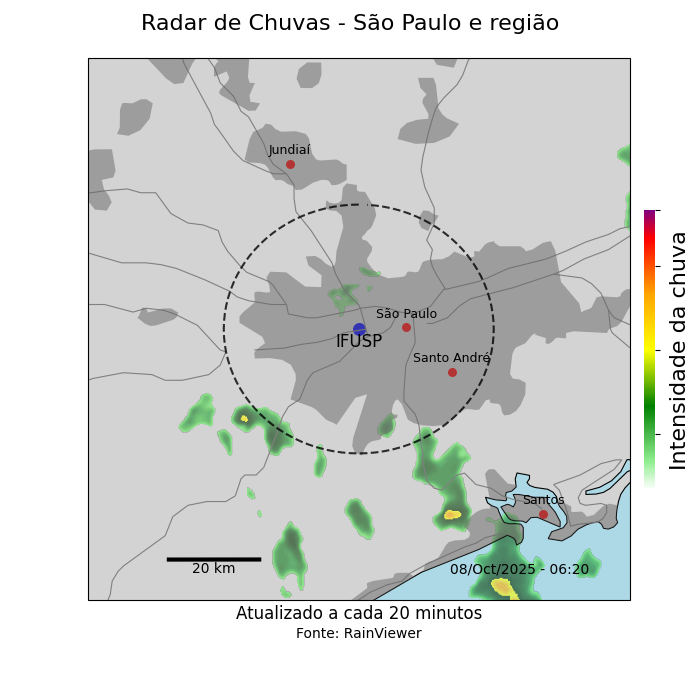 Radar de Chuvas - São Paulo e região
Jundiaí
São Paulo
IFUSP
Santo André
Intensidade da chuva
Santos
20 km
08/Oct/2025 - 06:20
Atualizado a cada 20 minutos
Fonte: RainViewer